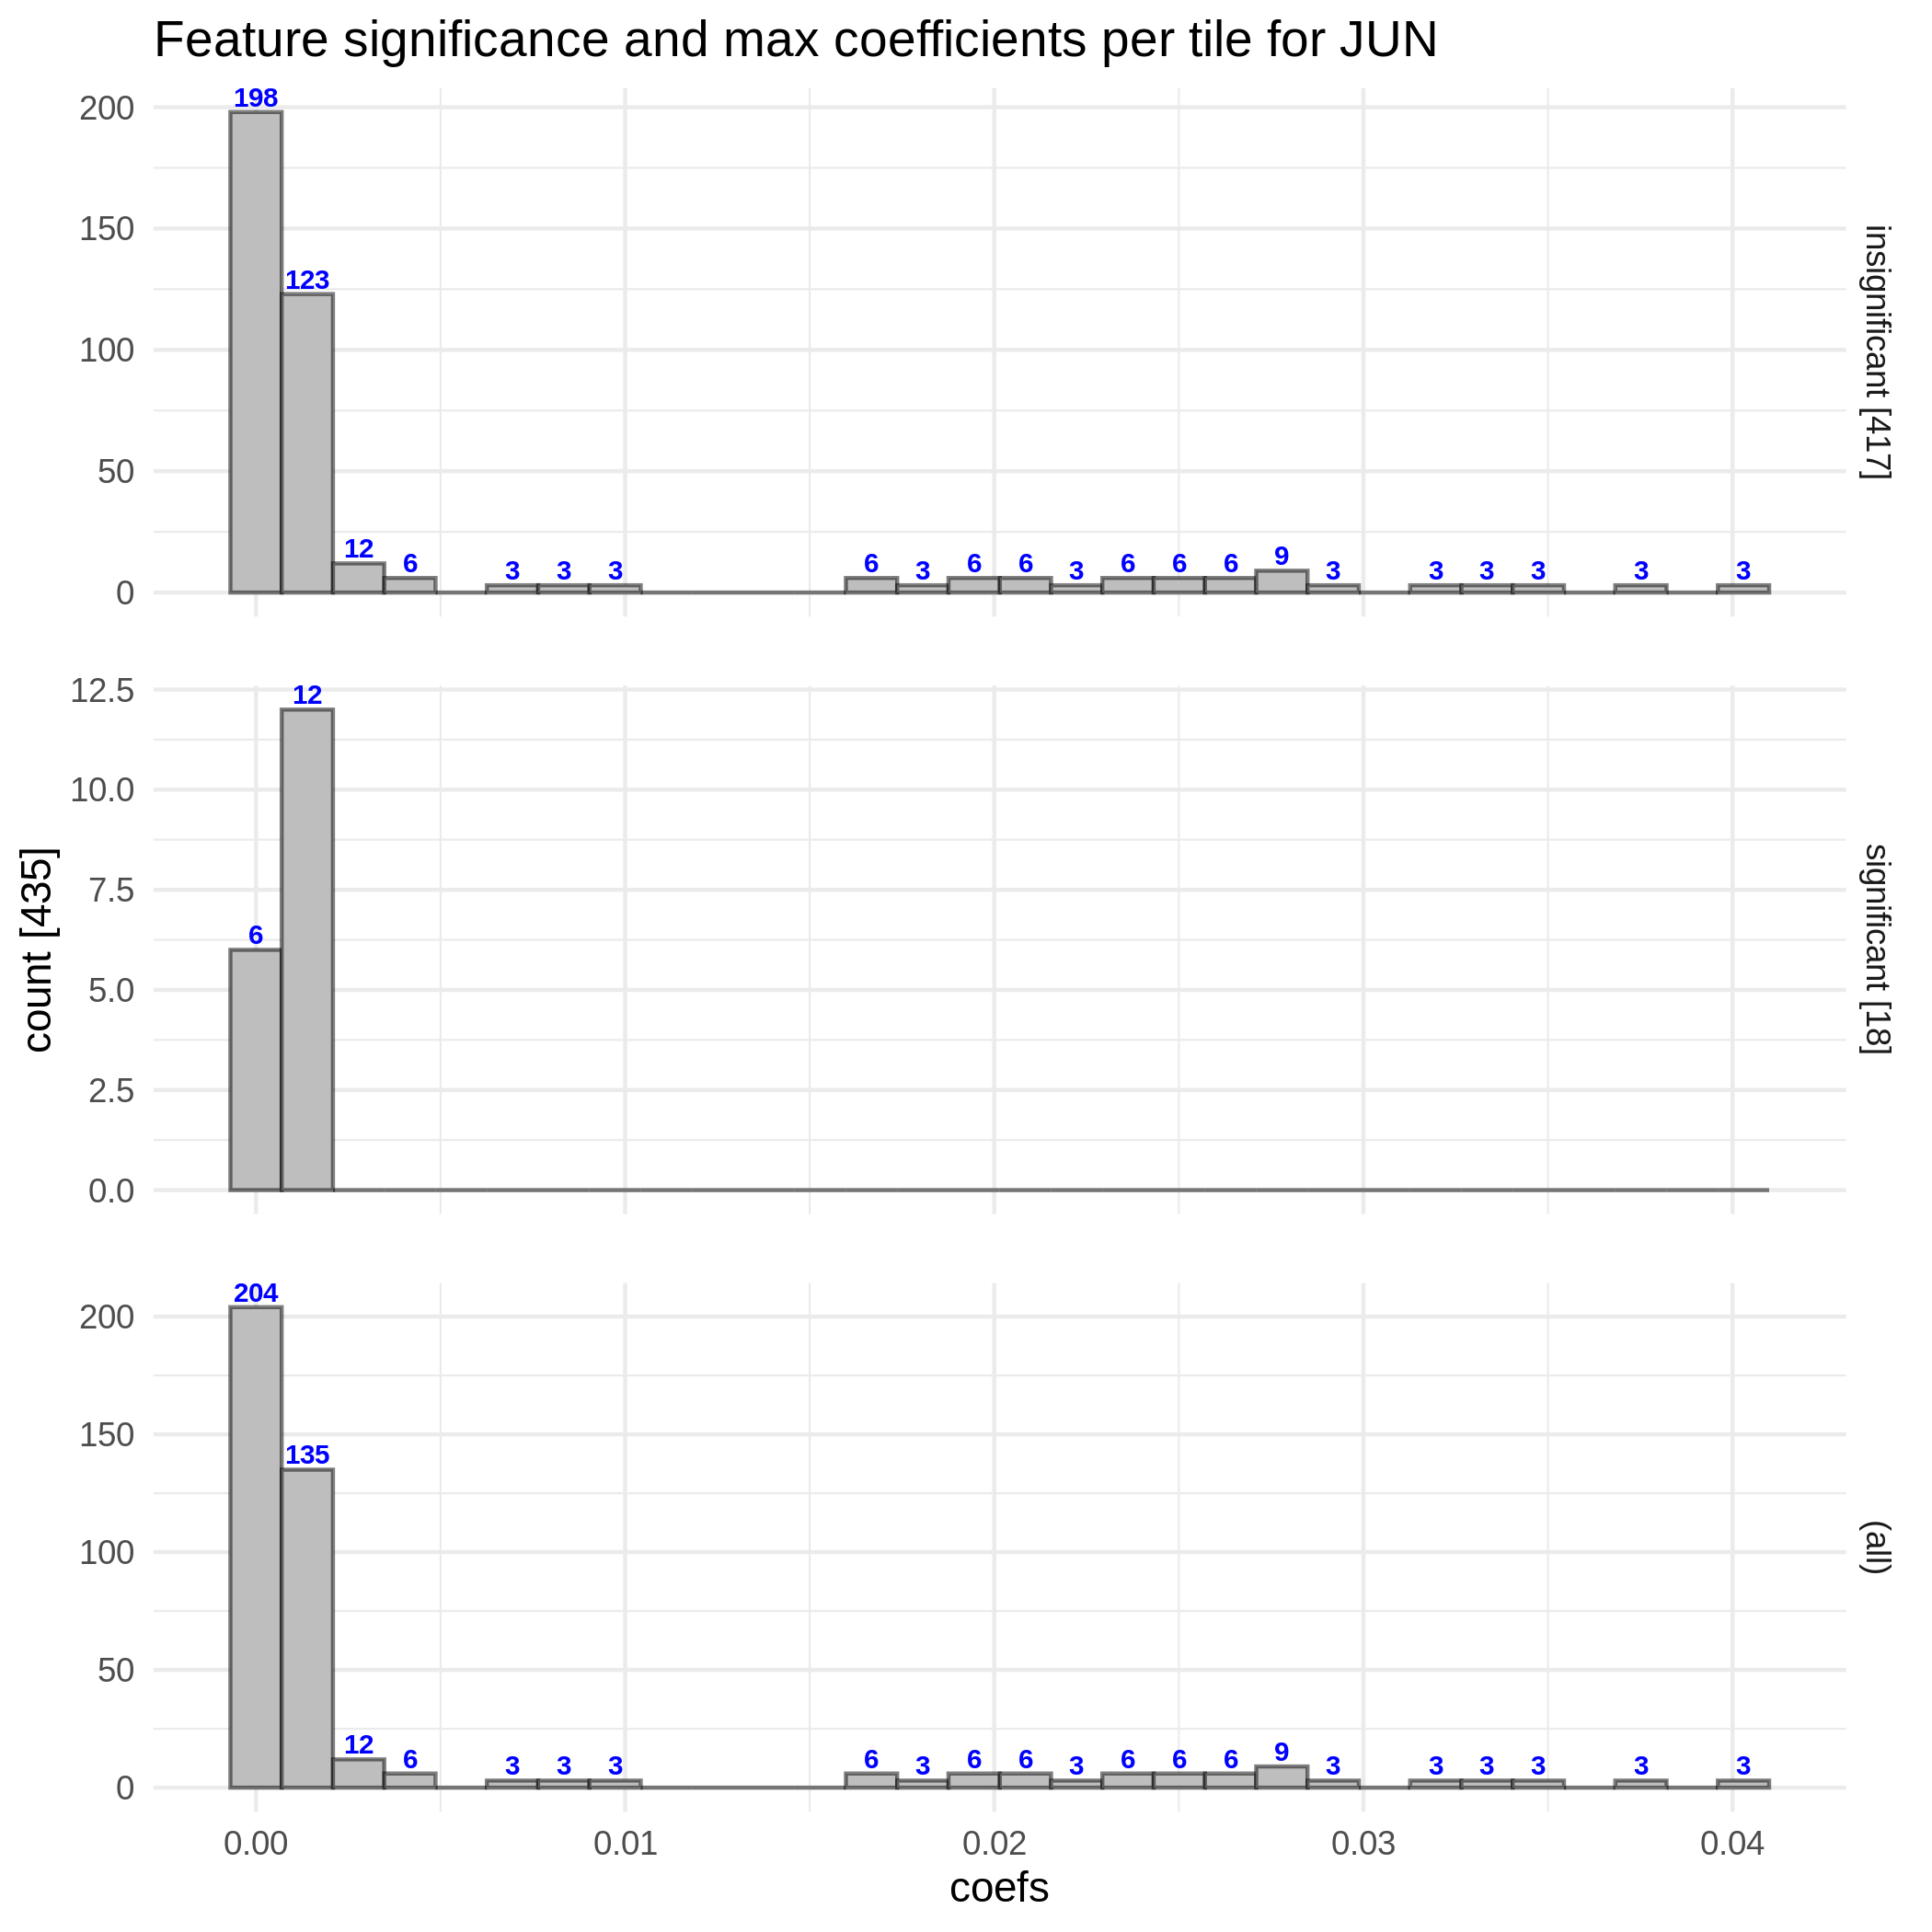 Feature significance and max coefficients per tile for JUN
198
200
123
150
100
50
12 6 3 3 3 6 3 6 6 3 6 6 6 9 3 3 3 3 3 3
0
insignificant [417]
12.5
12
10.0
7.5
6
5.0
2.5
0.0
significant [18]
count [435]
204
200
135
150
100
50
12 6 3 3 3 6 3 6 6 3 6 6 6 9 3 3 3 3 3 3
0
(all)
0.00 0.01 0.02 0.03 0.04
coefs